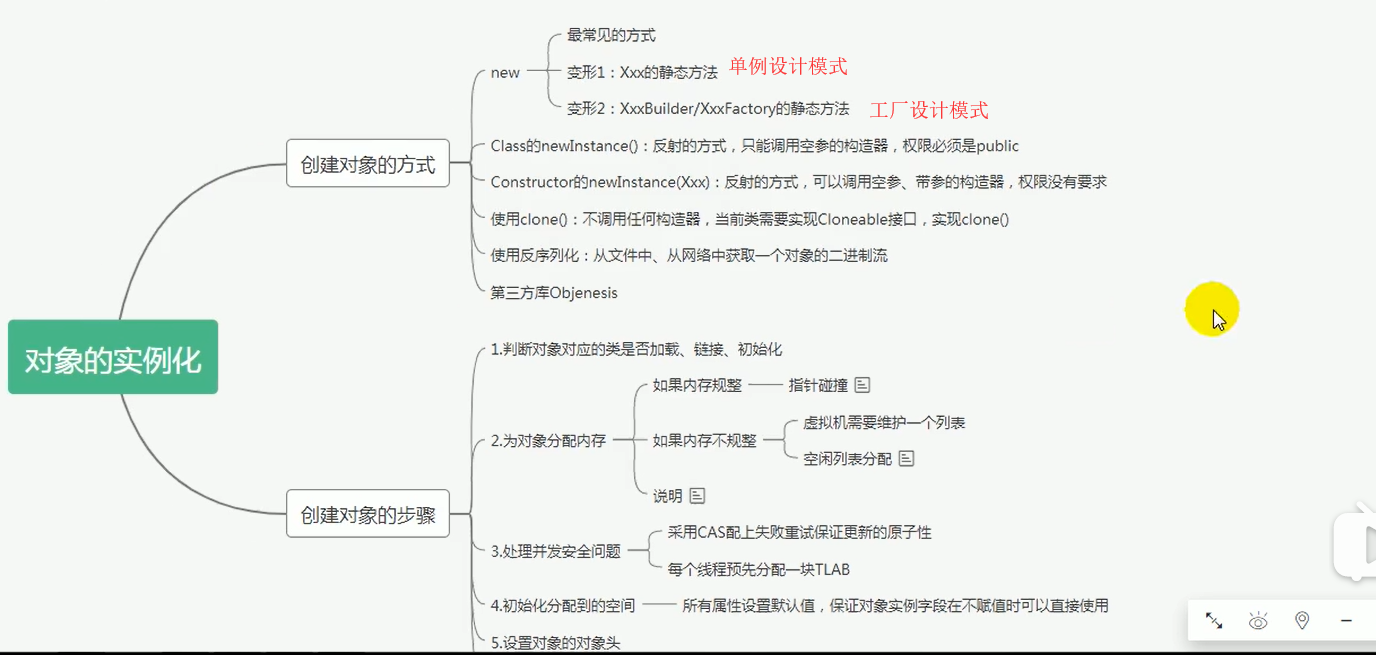 对象的实例化
创建对象的方式
new
最常见的方式
变形1：Xxx的静态方法
单例设计模式
变形2：XxxBuilder/XxxFactory的静态方法
工厂设计模式
Class的newInstance()：反射的方式，只能调用空参的构造器，权限必须是public
Constructor的newInstance(Xxx)：反射的方式，可以调用空参、带参的构造器，权限没有要求
使用clone()：不调用任何构造器，当前类需要实现Cloneable接口，实现clone()
使用反序列化：从文件中、从网络中获取一个对象的二进制流
第三方库Objenesis
创建对象的步骤
1.判断对象对应的类是否加载、链接、初始化
2.为对象分配内存
如果内存规整
指针碰撞
如果内存不规整
虚拟机需要维护一个列表
空闲列表分配
说明
3.处理并发安全问题
采用CAS配上失败重试保证更新的原子性
每个线程预先分配一块TLAB
4.初始化分配到的空间
所有属性设置默认值，保证对象实例字段在不赋值时可以直接使用
5.设置对象的对象头